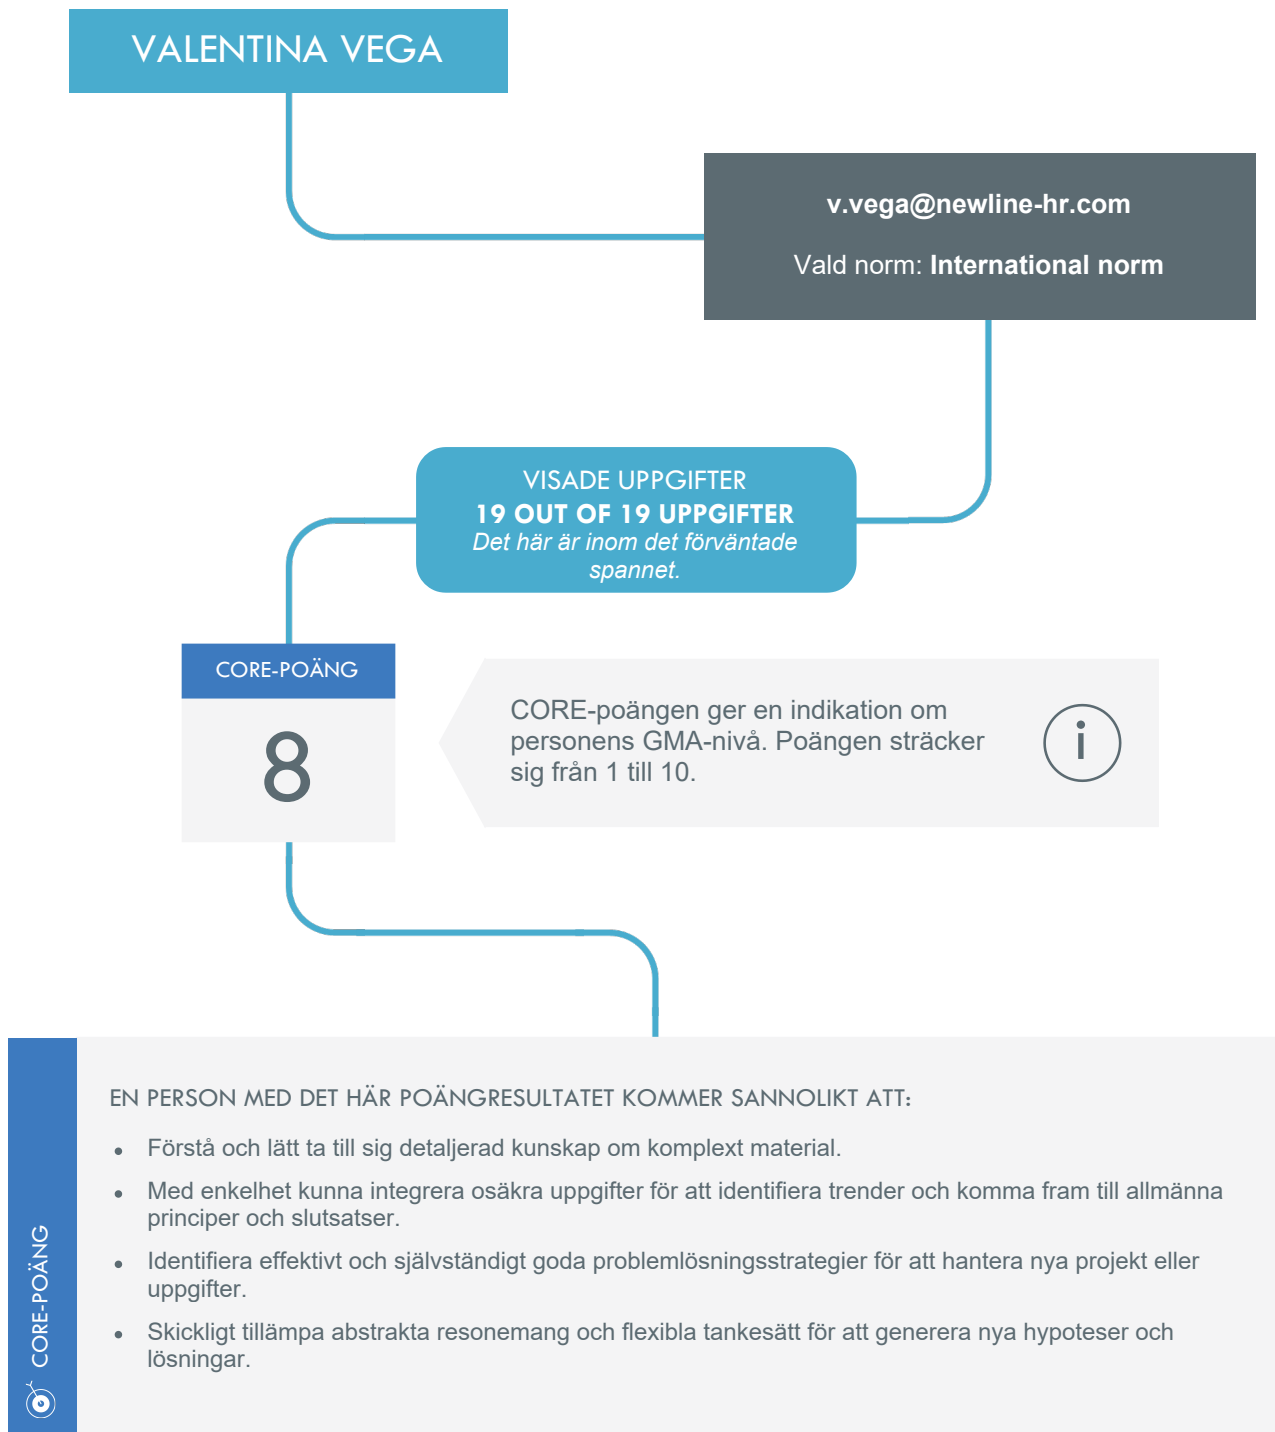 VALENTINA VEGA
v.vega@newline-hr.com
Vald norm: International norm
VISADE UPPGIFTER
19 OUT OF 19 UPPGIFTER
Det här är inom det förväntade
spannet.
CORE-POÄNG
8
CORE-poängen ger en indikation om
personens GMA-nivå. Poängen sträcker
sig från 1 till 10.
i
EN PERSON MED DET HÄR POÄNGRESULTATET KOMMER SANNOLIKT ATT:
• Förstå och lätt ta till sig detaljerad kunskap om komplext material.
• Med enkelhet kunna integrera osäkra uppgifter för att identifiera trender och komma fram till allmänna
principer och slutsatser.
• Identifiera effektivt och självständigt goda problemlösningsstrategier för att hantera nya projekt eller
uppgifter.
• Skickligt tillämpa abstrakta resonemang och flexibla tankesätt för att generera nya hypoteser och
lösningar.
CORE-POÄNG